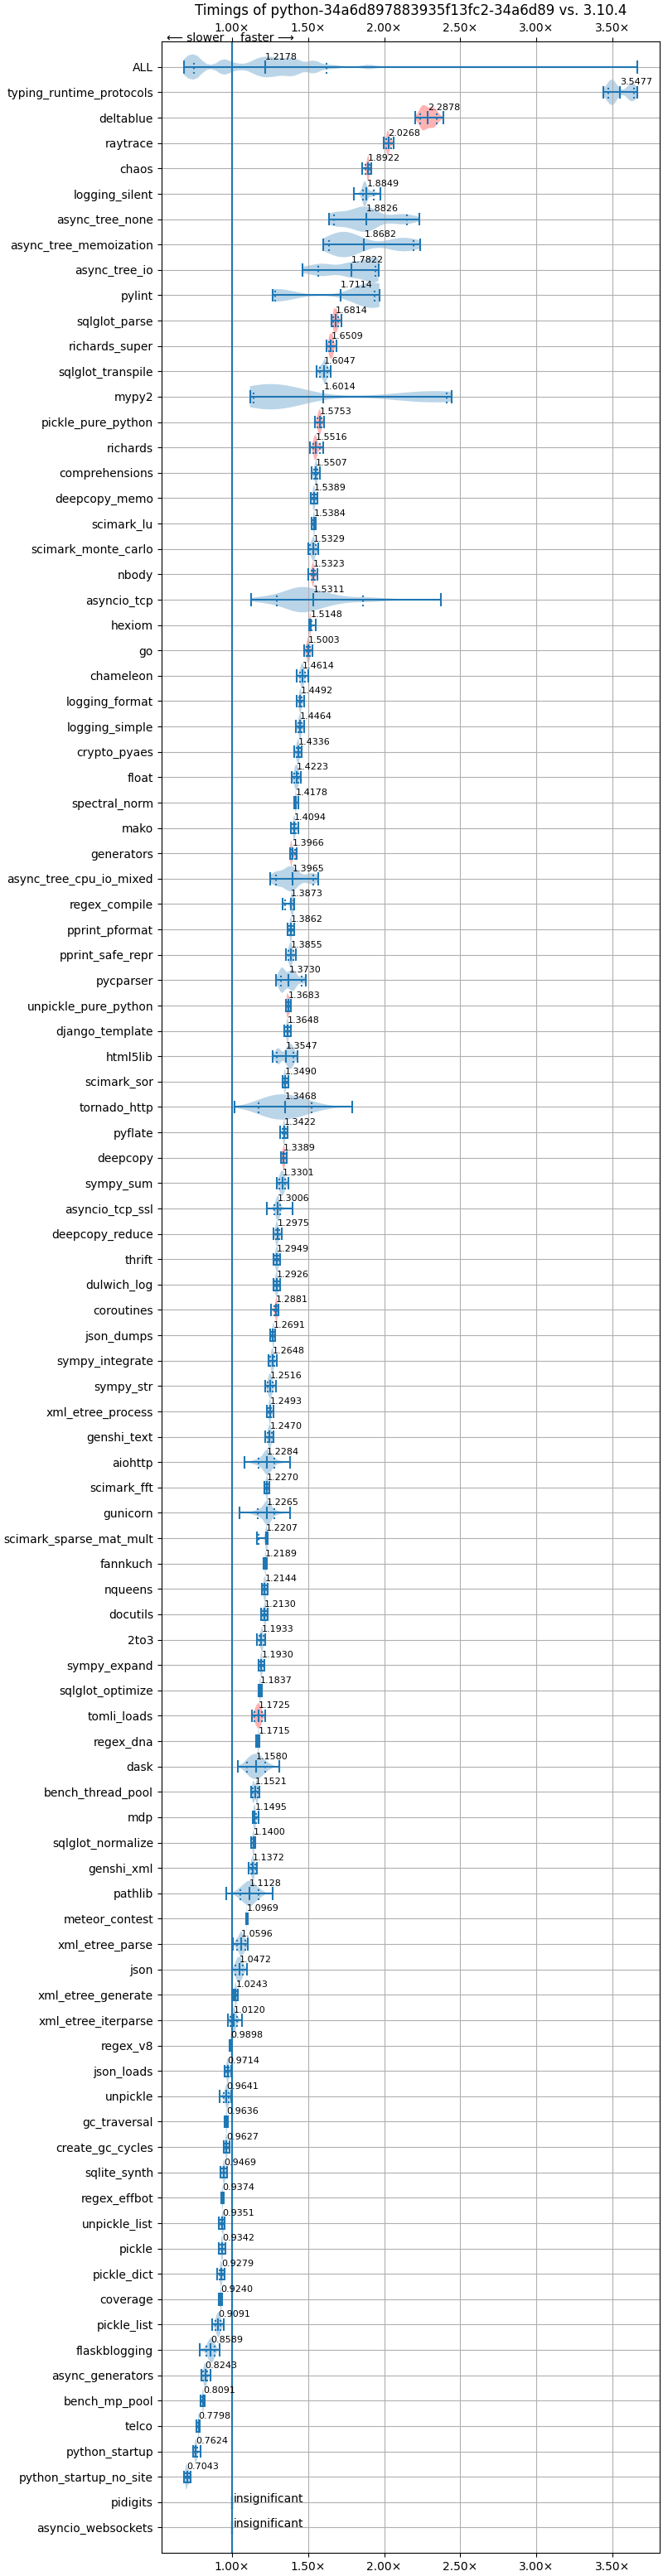 Timings of python-34a6d897883935f13fc2-34a6d89 vs. 3.10.4
1.00× 1.50× 2.00× 2.50× 3.00× 3.50×
⟵ slower faster ⟶
ALL 1.2178
typing_runtime_protocols 3.5477
deltablue 2.2878
raytrace 2.0268
chaos 1.8922
logging_silent 1.8849
async_tree_none 1.8826
async_tree_memoization 1.8682
async_tree_io 1.7822
pylint 1.7114
sqlglot_parse 1.6814
richards_super 1.6509
sqlglot_transpile 1.6047
mypy2 1.6014
pickle_pure_python 1.5753
richards 1.5516
comprehensions 1.5507
deepcopy_memo 1.5389
scimark_lu 1.5384
scimark_monte_carlo 1.5329
nbody 1.5323
asyncio_tcp 1.5311
hexiom 1.5148
go 1.5003
chameleon 1.4614
logging_format 1.4492
logging_simple 1.4464
crypto_pyaes 1.4336
float 1.4223
spectral_norm 1.4178
mako 1.4094
generators 1.3966
async_tree_cpu_io_mixed 1.3965
regex_compile 1.3873
pprint_pformat 1.3862
pprint_safe_repr 1.3855
pycparser 1.3730
unpickle_pure_python 1.3683
django_template 1.3648
html5lib 1.3547
scimark_sor 1.3490
tornado_http 1.3468
pyflate 1.3422
deepcopy 1.3389
sympy_sum 1.3301
asyncio_tcp_ssl 1.3006
deepcopy_reduce 1.2975
thrift 1.2949
dulwich_log 1.2926
coroutines 1.2881
json_dumps 1.2691
sympy_integrate 1.2648
sympy_str 1.2516
xml_etree_process 1.2493
genshi_text 1.2470
aiohttp 1.2284
scimark_fft 1.2270
gunicorn 1.2265
scimark_sparse_mat_mult 1.2207
fannkuch 1.2189
nqueens 1.2144
docutils 1.2130
2to3 1.1933
sympy_expand 1.1930
sqlglot_optimize 1.1837
tomli_loads 1.1725
regex_dna 1.1715
dask 1.1580
bench_thread_pool 1.1521
mdp 1.1495
sqlglot_normalize 1.1400
genshi_xml 1.1372
pathlib 1.1128
meteor_contest 1.0969
xml_etree_parse 1.0596
json 1.0472
xml_etree_generate 1.0243
xml_etree_iterparse 1.0120
regex_v8 0.9898
json_loads 0.9714
unpickle 0.9641
gc_traversal 0.9636
create_gc_cycles 0.9627
sqlite_synth 0.9469
regex_effbot 0.9374
unpickle_list 0.9351
pickle 0.9342
pickle_dict 0.9279
coverage 0.9240
pickle_list 0.9091
flaskblogging 0.8589
async_generators 0.8243
bench_mp_pool 0.8091
telco 0.7798
python_startup 0.7624
python_startup_no_site 0.7043
pidigits insignificant
asyncio_websockets insignificant
1.00× 1.50× 2.00× 2.50× 3.00× 3.50×